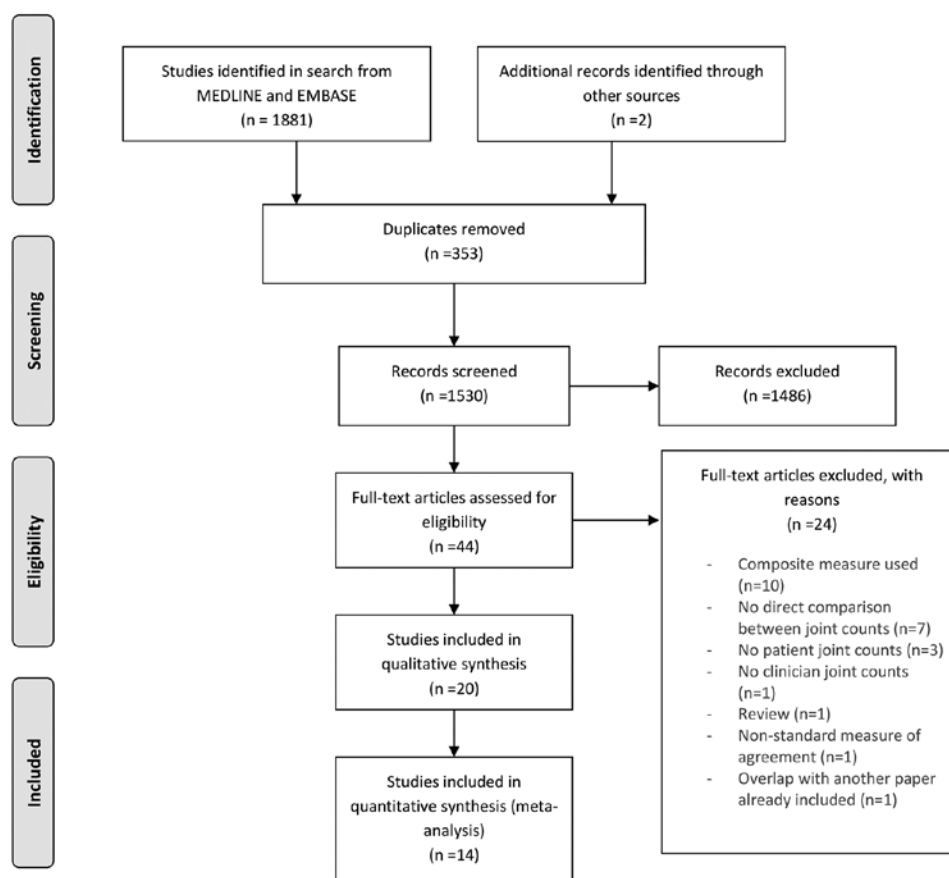 Identification
Studies identified in search from
MEDLINE and EMBASE
(n = 1881)
Additional records identified through
other sources
(n =2)
Duplicates removed
(n =353)
Screening
Records screened
(n =1530)
Records excluded
(n =1486)
Eligibility
Full-text articles assessed for
eligibility
(n =44)
Full-text articles excluded, with
reasons
(n =24)
- Composite measure used
(n=10)
- No direct comparison
between joint counts (n=7)
- No patient joint counts (n=3)
- No clinician joint counts
(n=1)
- Review (n=1)
- Non-standard measure of
agreement (n=1)
- Overlap with another paper
already included (n=1)
Studies included in
qualitative synthesis
(n =20)
Included
Studies included in
quantitative synthesis (meta-
analysis)
(n =14)